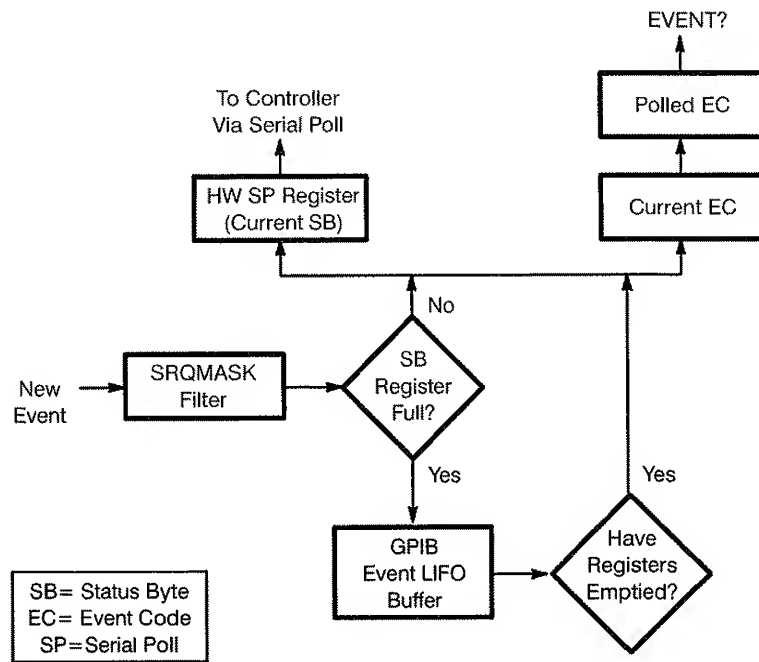 EVENT?
Polled EC
To Controller
Via Serial Poll
HW SP Register
(Current SB)
Current EC
No
SRQMASK
Filter
SB
Register
Full?
New
Event
Yes
Yes
GPIB
Event LIFO
Buffer
Have
Registers
Emptied?
SB= Status Byte
EC= Event Code
SP=Serial Poll